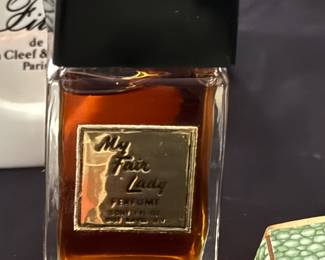 de
Cleef &
Paris
My
Fair
Lady
PERFUME